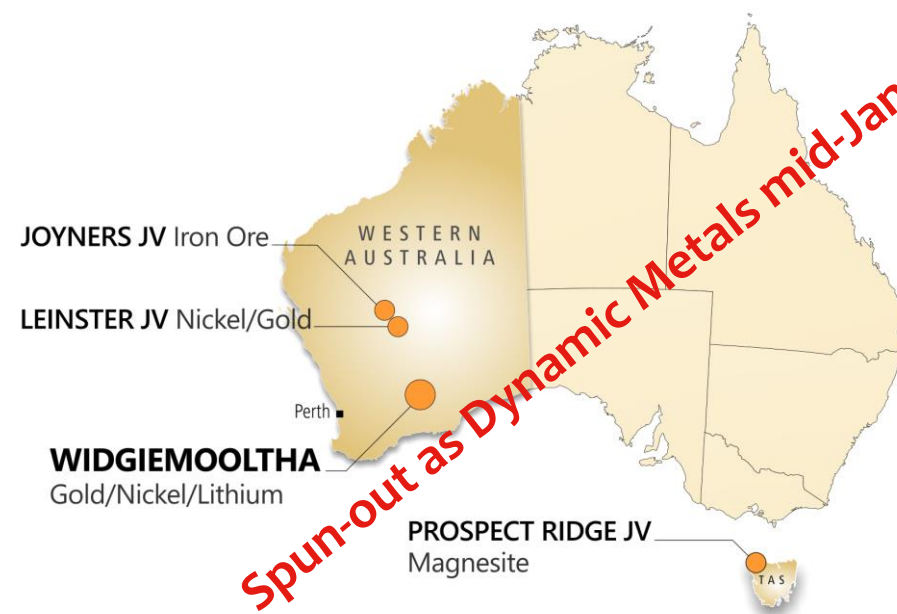 WESTERN
AUSTRALIA
JOYNERS JV Iron Ore
LEINSTER JV Nickel/Gold
Perth
WIDGIEMOOLTHA
Gold/Nickel/Lithium
PROSPECT RIDGE JV
Magnesite
TAS
Spun-out as Dynamic Metals mid-Jan